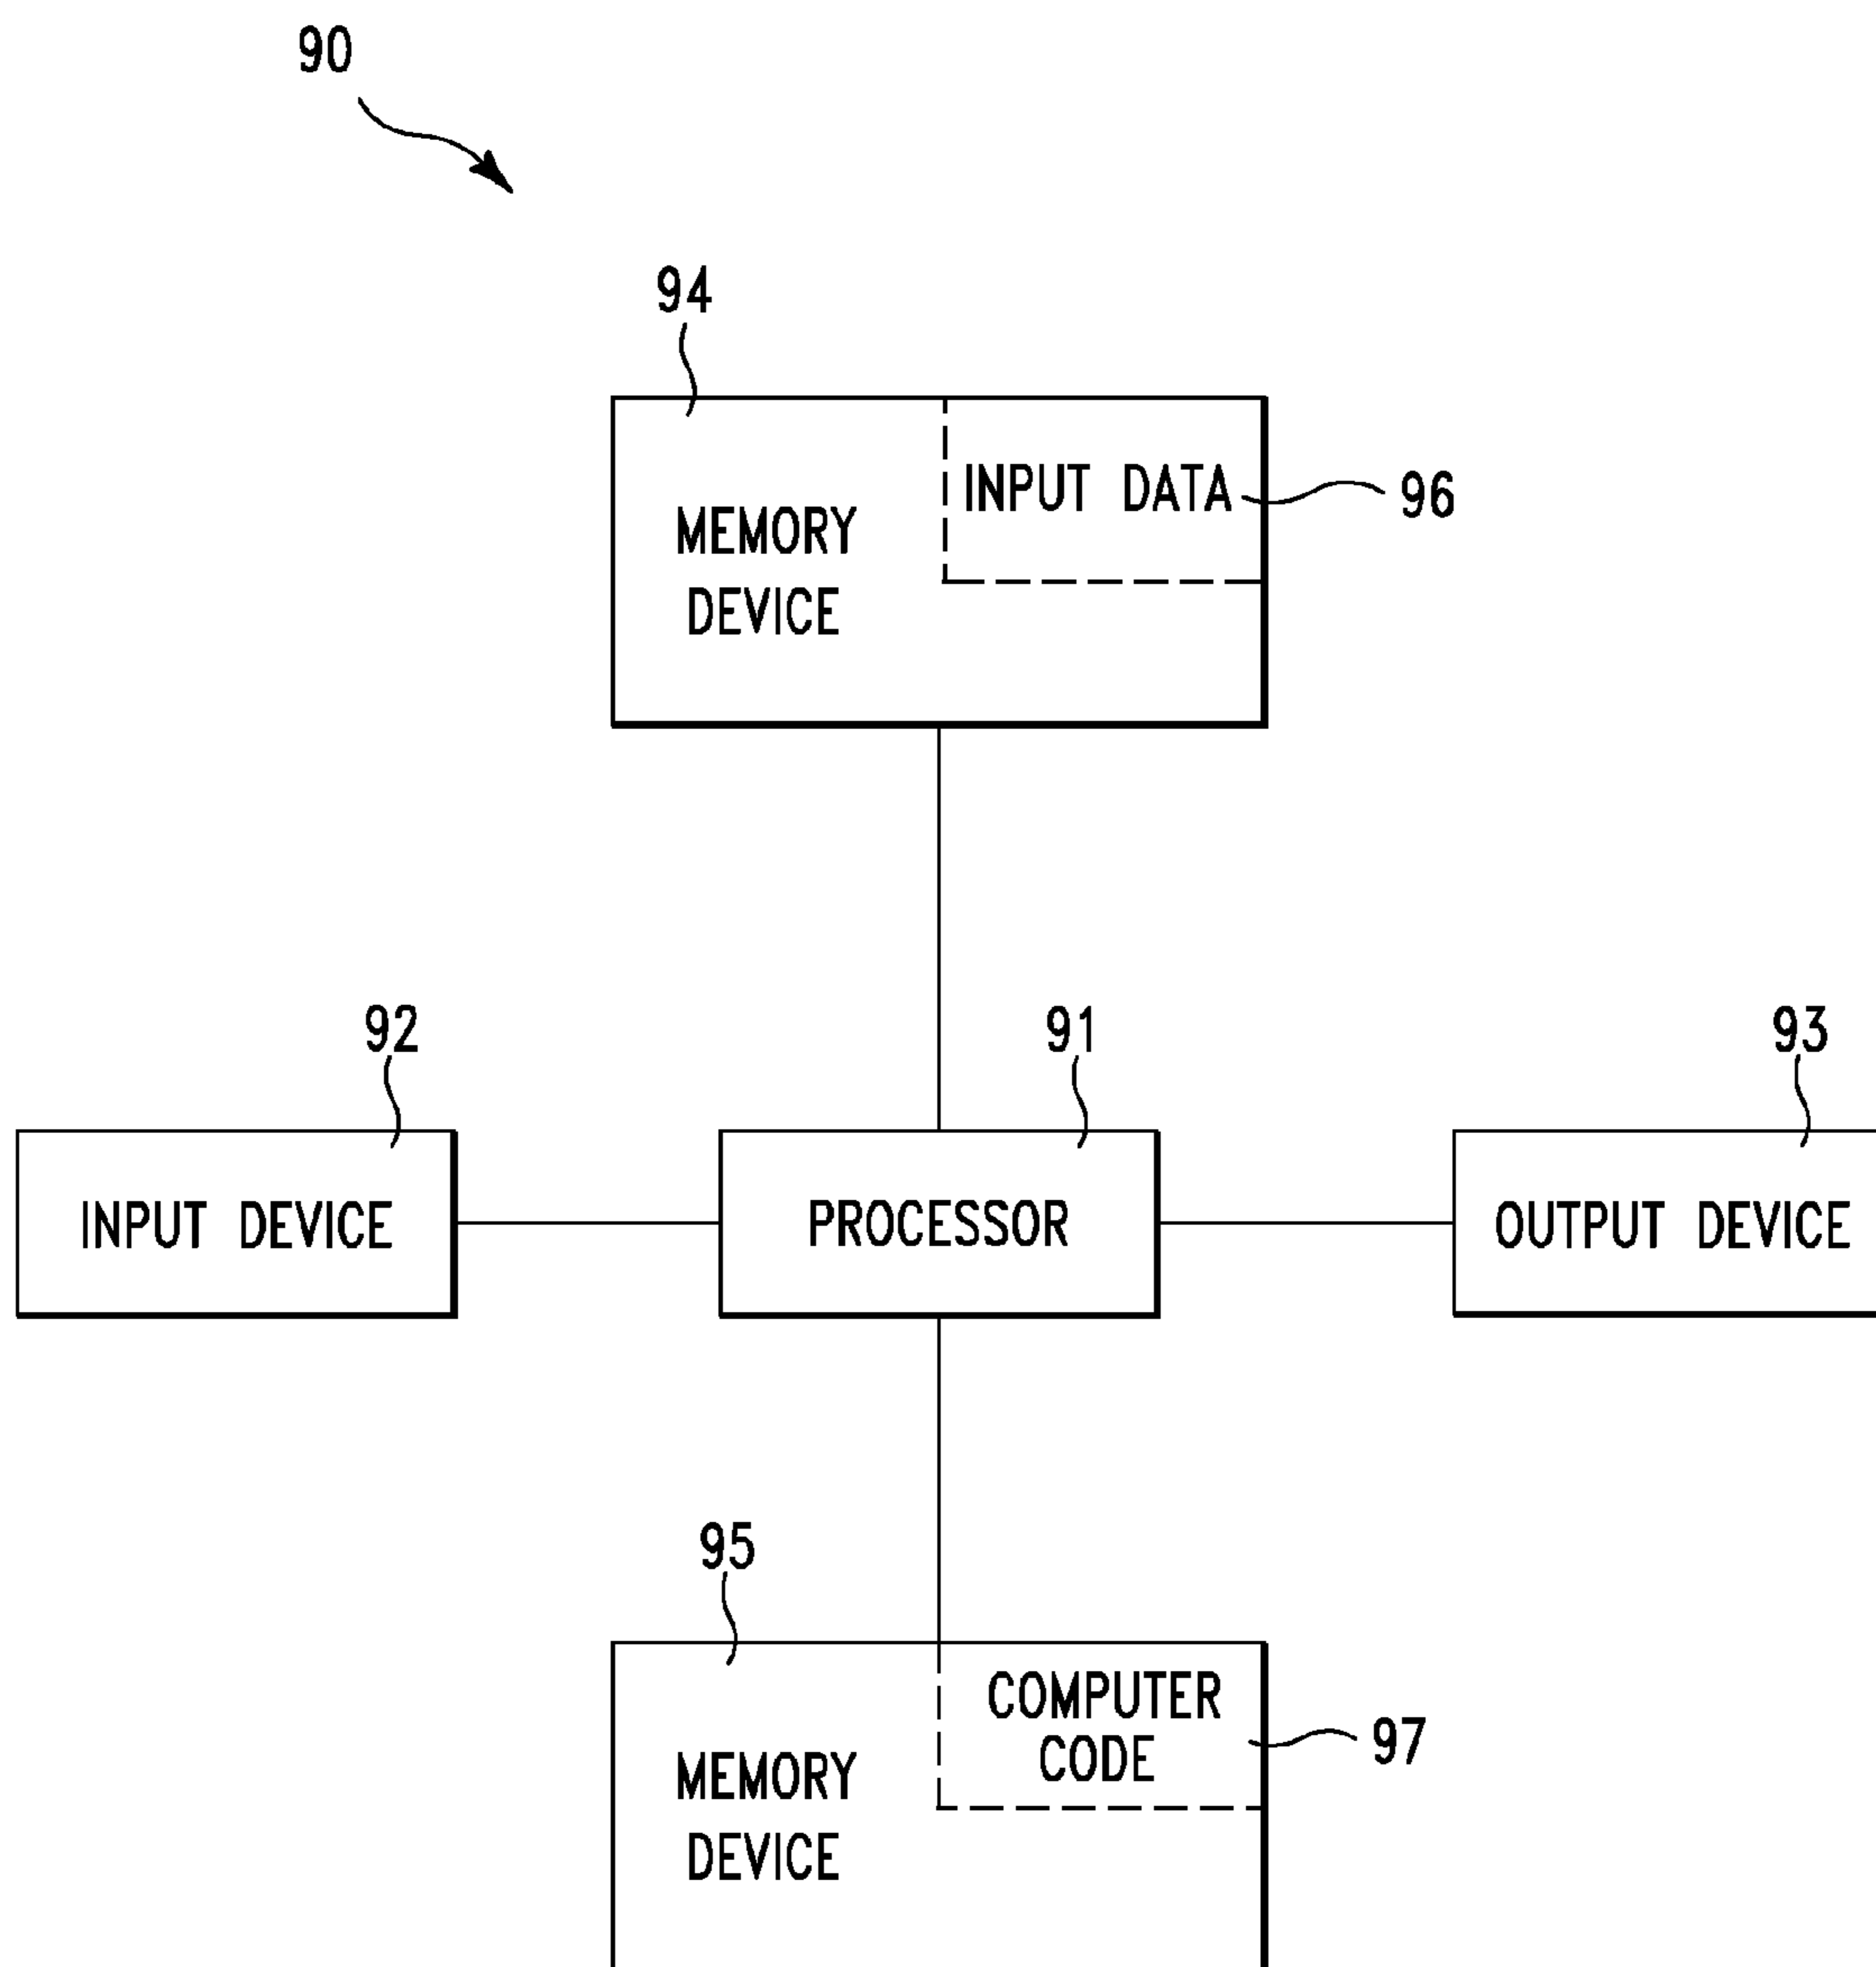 90
94
INPUT DATA
96
MEMORY
DEVICE
92
91
93
INPUT DEVICE
PROCESSOR
OUTPUT DEVICE
95
COMPUTER
CODE
97
MEMORY
DEVICE